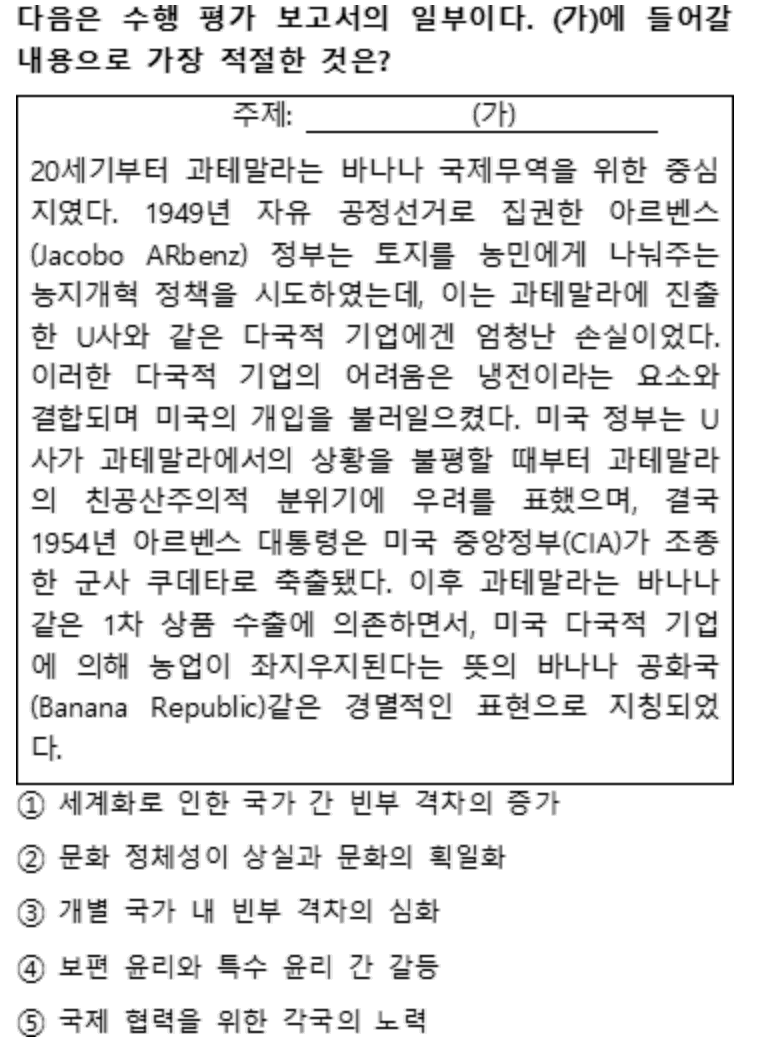 다음은 수행 평가 보고서의 일부이다. (가)에 들어갈
내용으로 가장 적절한 것은?
주제: (가)
20세기부터 과테말라는 바나나 국제무역을 위한 중심
지였다. 1949년 자유 공정선거로 집권한 아르벤스
(Jacobo ARbenz) 정부는 토지를 농민에게 나눠주는
농지개혁 정책을 시도하였는데, 이는 과테말라에 진출
한 U사와 같은 다국적 기업에겐 엄청난 손실이었다.
이러한 다국적 기업의 어려움은 냉전이라는 요소와
결합되며 미국의 개입을 불러일으켰다. 미국 정부는 U
사가 과테말라에서의 상황을 불평할 때부터 과테말라
의 친공산주의적 분위기에 우려를 표했으며, 결국
1954년 아르벤스 대통령은 미국 중앙정부(CIA)가 조종
한 군사 쿠데타로 축출됐다. 이후 과테말라는 바나나
같은 1차 상품 수출에 의존하면서, 미국 다국적 기업
에 의해 농업이 좌지우지된다는 뜻의 바나나 공화국
(Banana Republic)같은 경멸적인 표현으로 지칭되었
다.
① 세계화로 인한 국가 간 빈부 격차의 증가
② 문화 정체성이 상실과 문화의 획일화
③ 개별 국가 내 빈부 격차의 심화
④ 보편 윤리와 특수 윤리 간 갈등
⑤ 국제 협력을 위한 각국의 노력